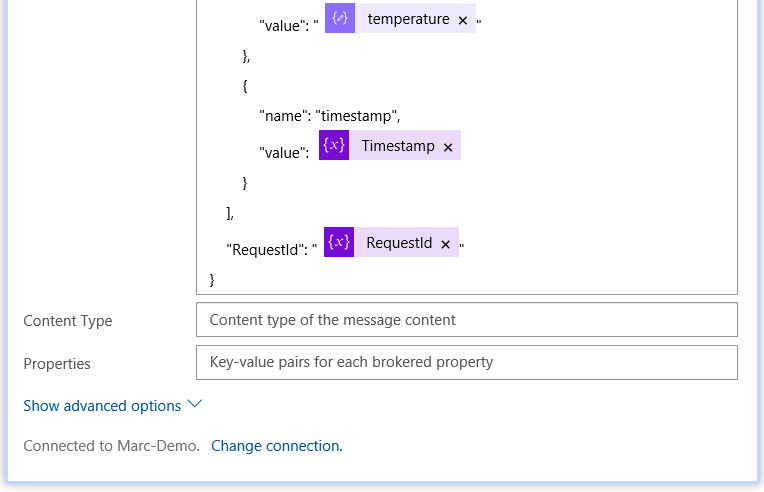 "value": " {} temperature × "
},
{
"name": "timestamp",
"value": {x} Timestamp ×
}
],
"RequestId": " {x} RequestId × "
}
Content Type Content type of the message content
Properties Key-value pairs for each brokered property
Show advanced options
Connected to Marc-Demo. Change connection.